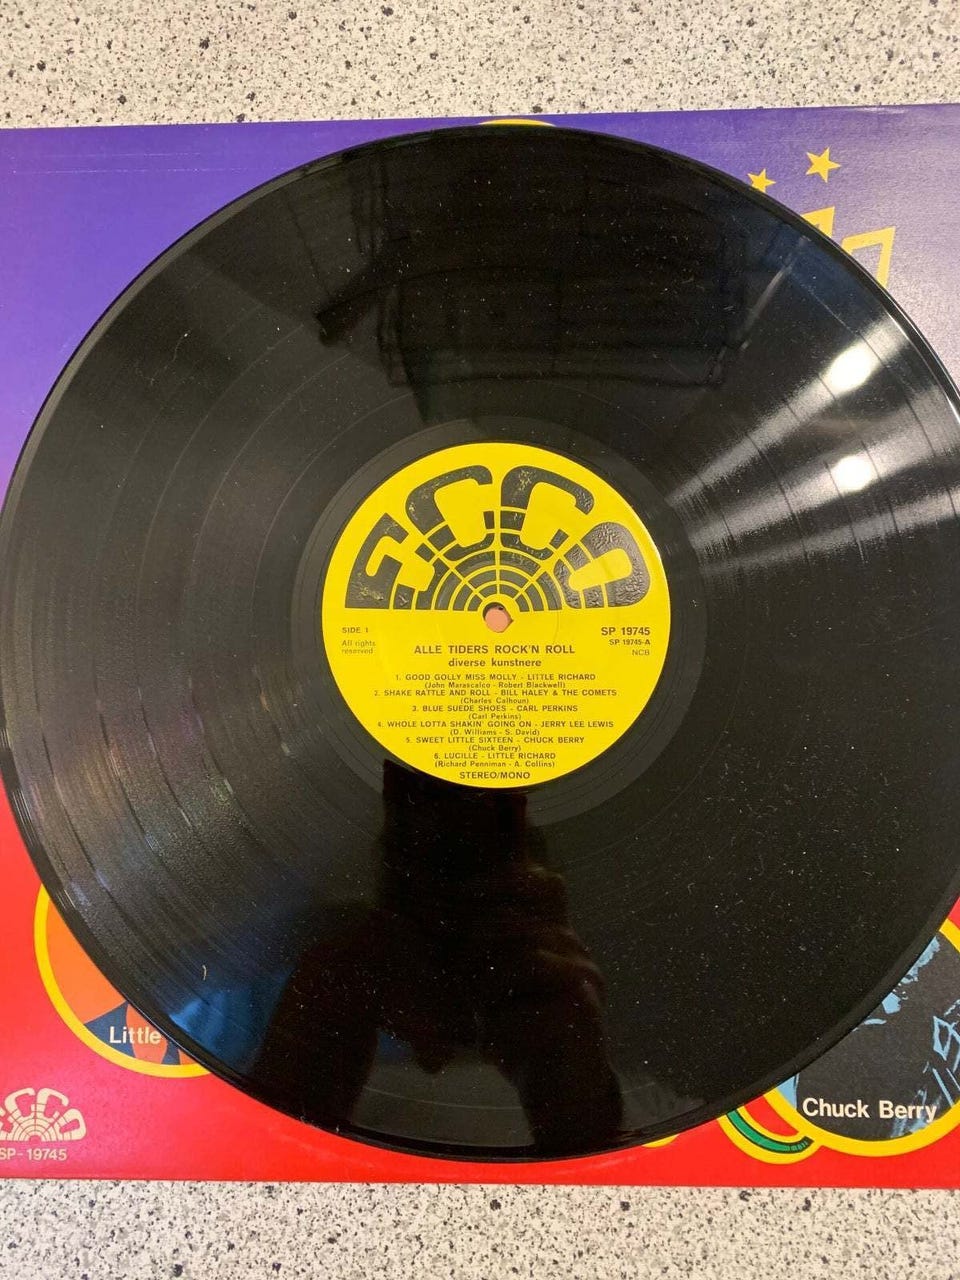 ECCO
SIDE 1
All rights
reserved
SP 19745
SP 19745-A
NCB
ALLE TIDERS ROCK'N ROLL
diverse kunstnere
1. GOOD GOLLY MISS MOLLY - LITTLE RICHARD
(John Marascalco - Robert Blackwell)
2. SHAKE RATTLE AND ROLL - BILL HALEY & THE COMETS
(Charles Calhoun)
3. BLUE SUEDE SHOES - CARL PERKINS
(Carl Perkins)
4. WHOLE LOTTA SHAKIN' GOING ON - JERRY LEE LEWIS
(D. Williams - S. David)
5. SWEET LITTLE SIXTEEN - CHUCK BERRY
(Chuck Berry)
6. LUCILLE - LITTLE RICHARD
(Richard Penniman - A. Collins)
STEREO/MONO
Little
Chuck Berry
ECCO
SP-19745